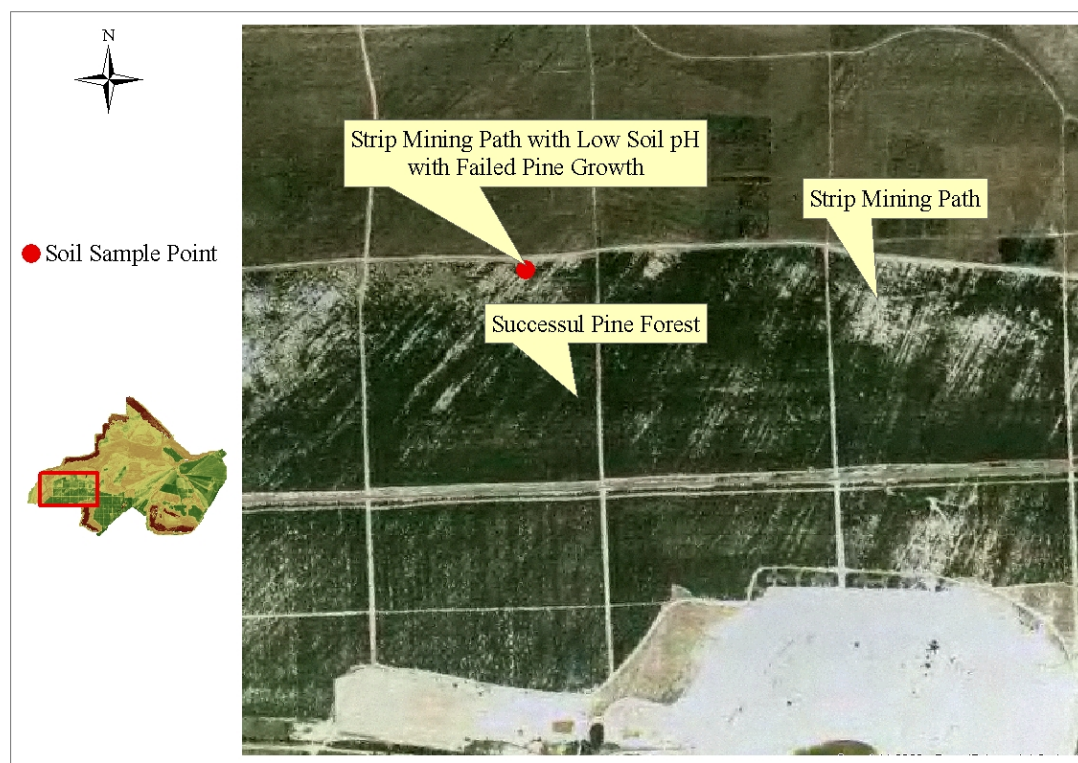 N
Strip Mining Path with Low Soil pH
with Failed Pine Growth
Strip Mining Path
Soil Sample Point
Successul Pine Forest